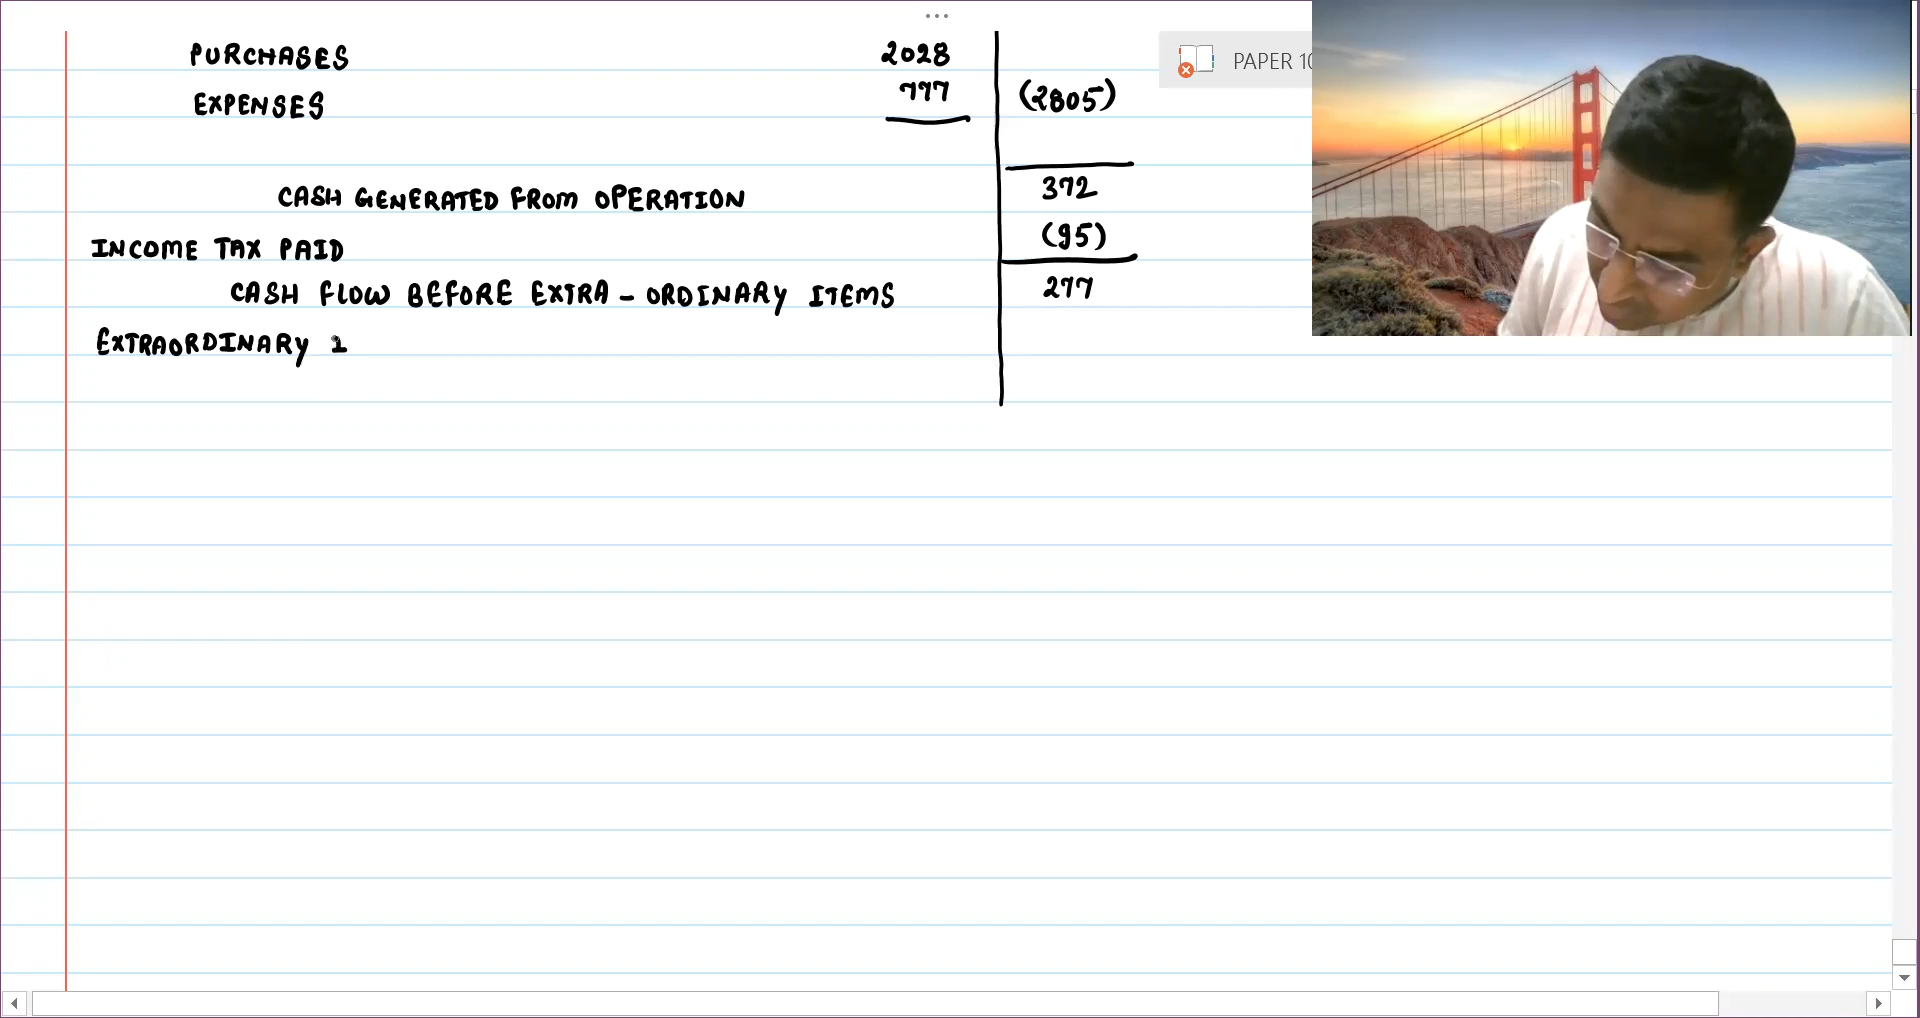 PURCHASES 2028
EXPENSES 777 (2805)
CASH GENERATED FROM OPERATION 372
INCOME TAX PAID (95)
CASH FLOW BEFORE EXTRA - ORDINARY ITEMS 277
EXTRAORDINARY I
PAPER 10